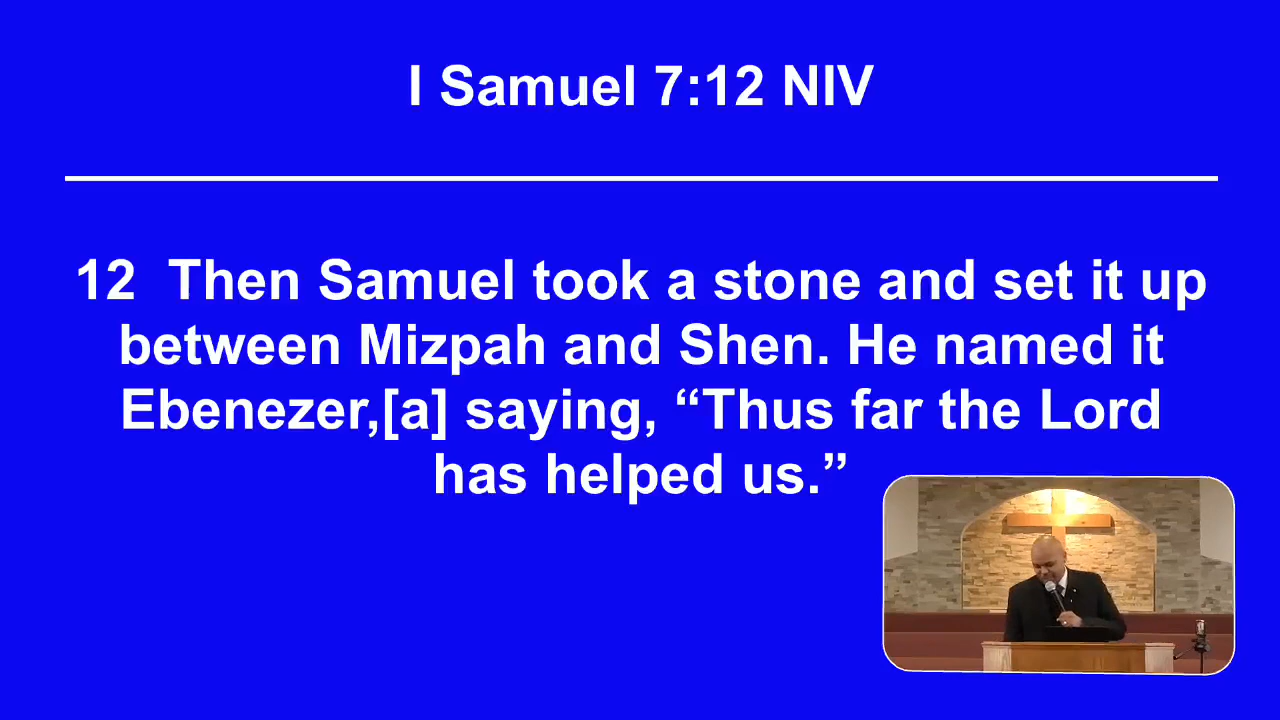 I Samuel 7:12 NIV
12  Then Samuel took a stone and set it up
between Mizpah and Shen. He named it
Ebenezer,[a] saying, “Thus far the Lord
has helped us.”